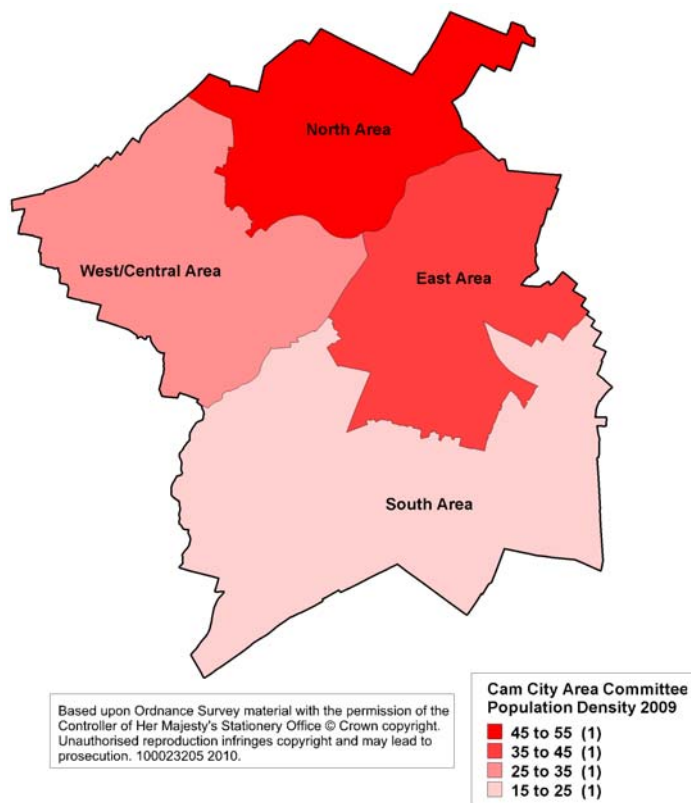 North Area
West/Central Area
East Area
South Area
Based upon Ordnance Survey material with the permission of the
Controller of Her Majesty's Stationery Office © Crown copyright.
Unauthorised reproduction infringes copyright and may lead to
prosecution. 100023205 2010.
Cam City Area Committee
Population Density 2009
45 to 55 (1)
35 to 45 (1)
25 to 35 (1)
15 to 25 (1)